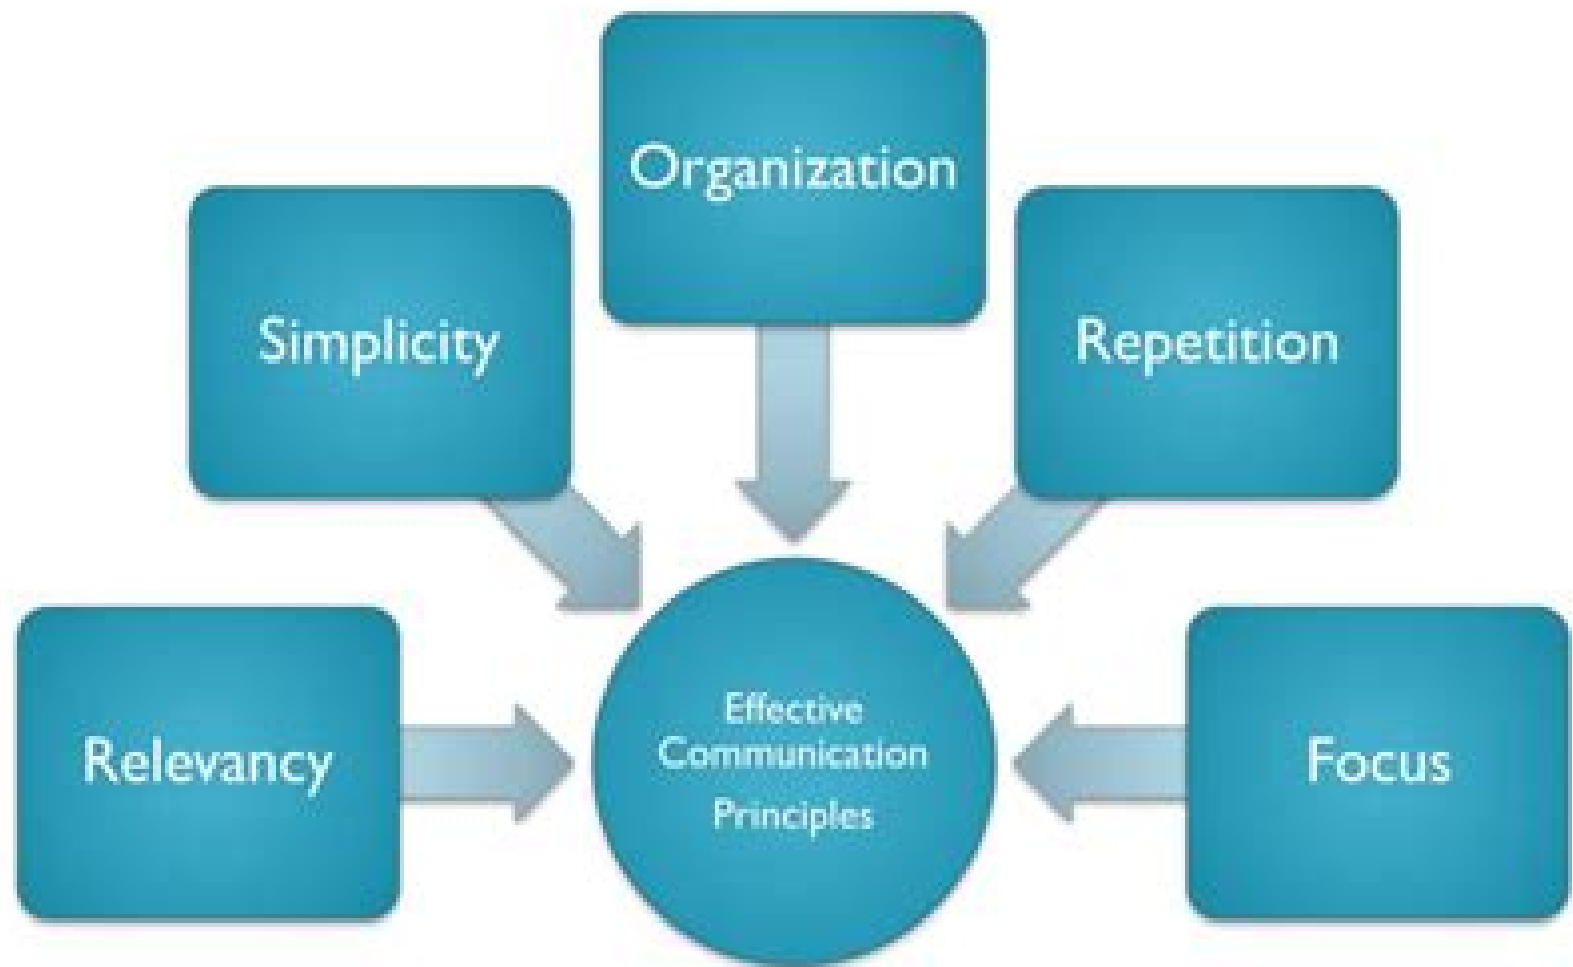 Organization
Simplicity
Repetition
Relevancy
Effective
Communication
Principles
Focus